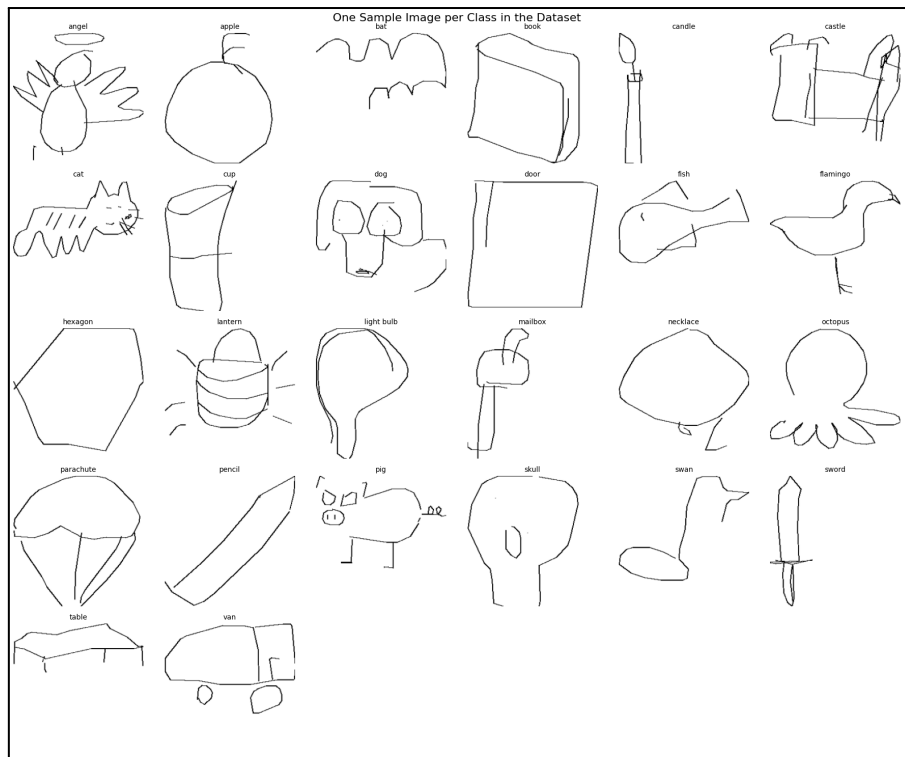 One Sample Image per Class in the Dataset
angel apple bat book candle castle
cat cup dog door fish flamingo
hexagon lantern light bulb mailbox necklace octopus
parachute pencil pig skull swan sword
table van